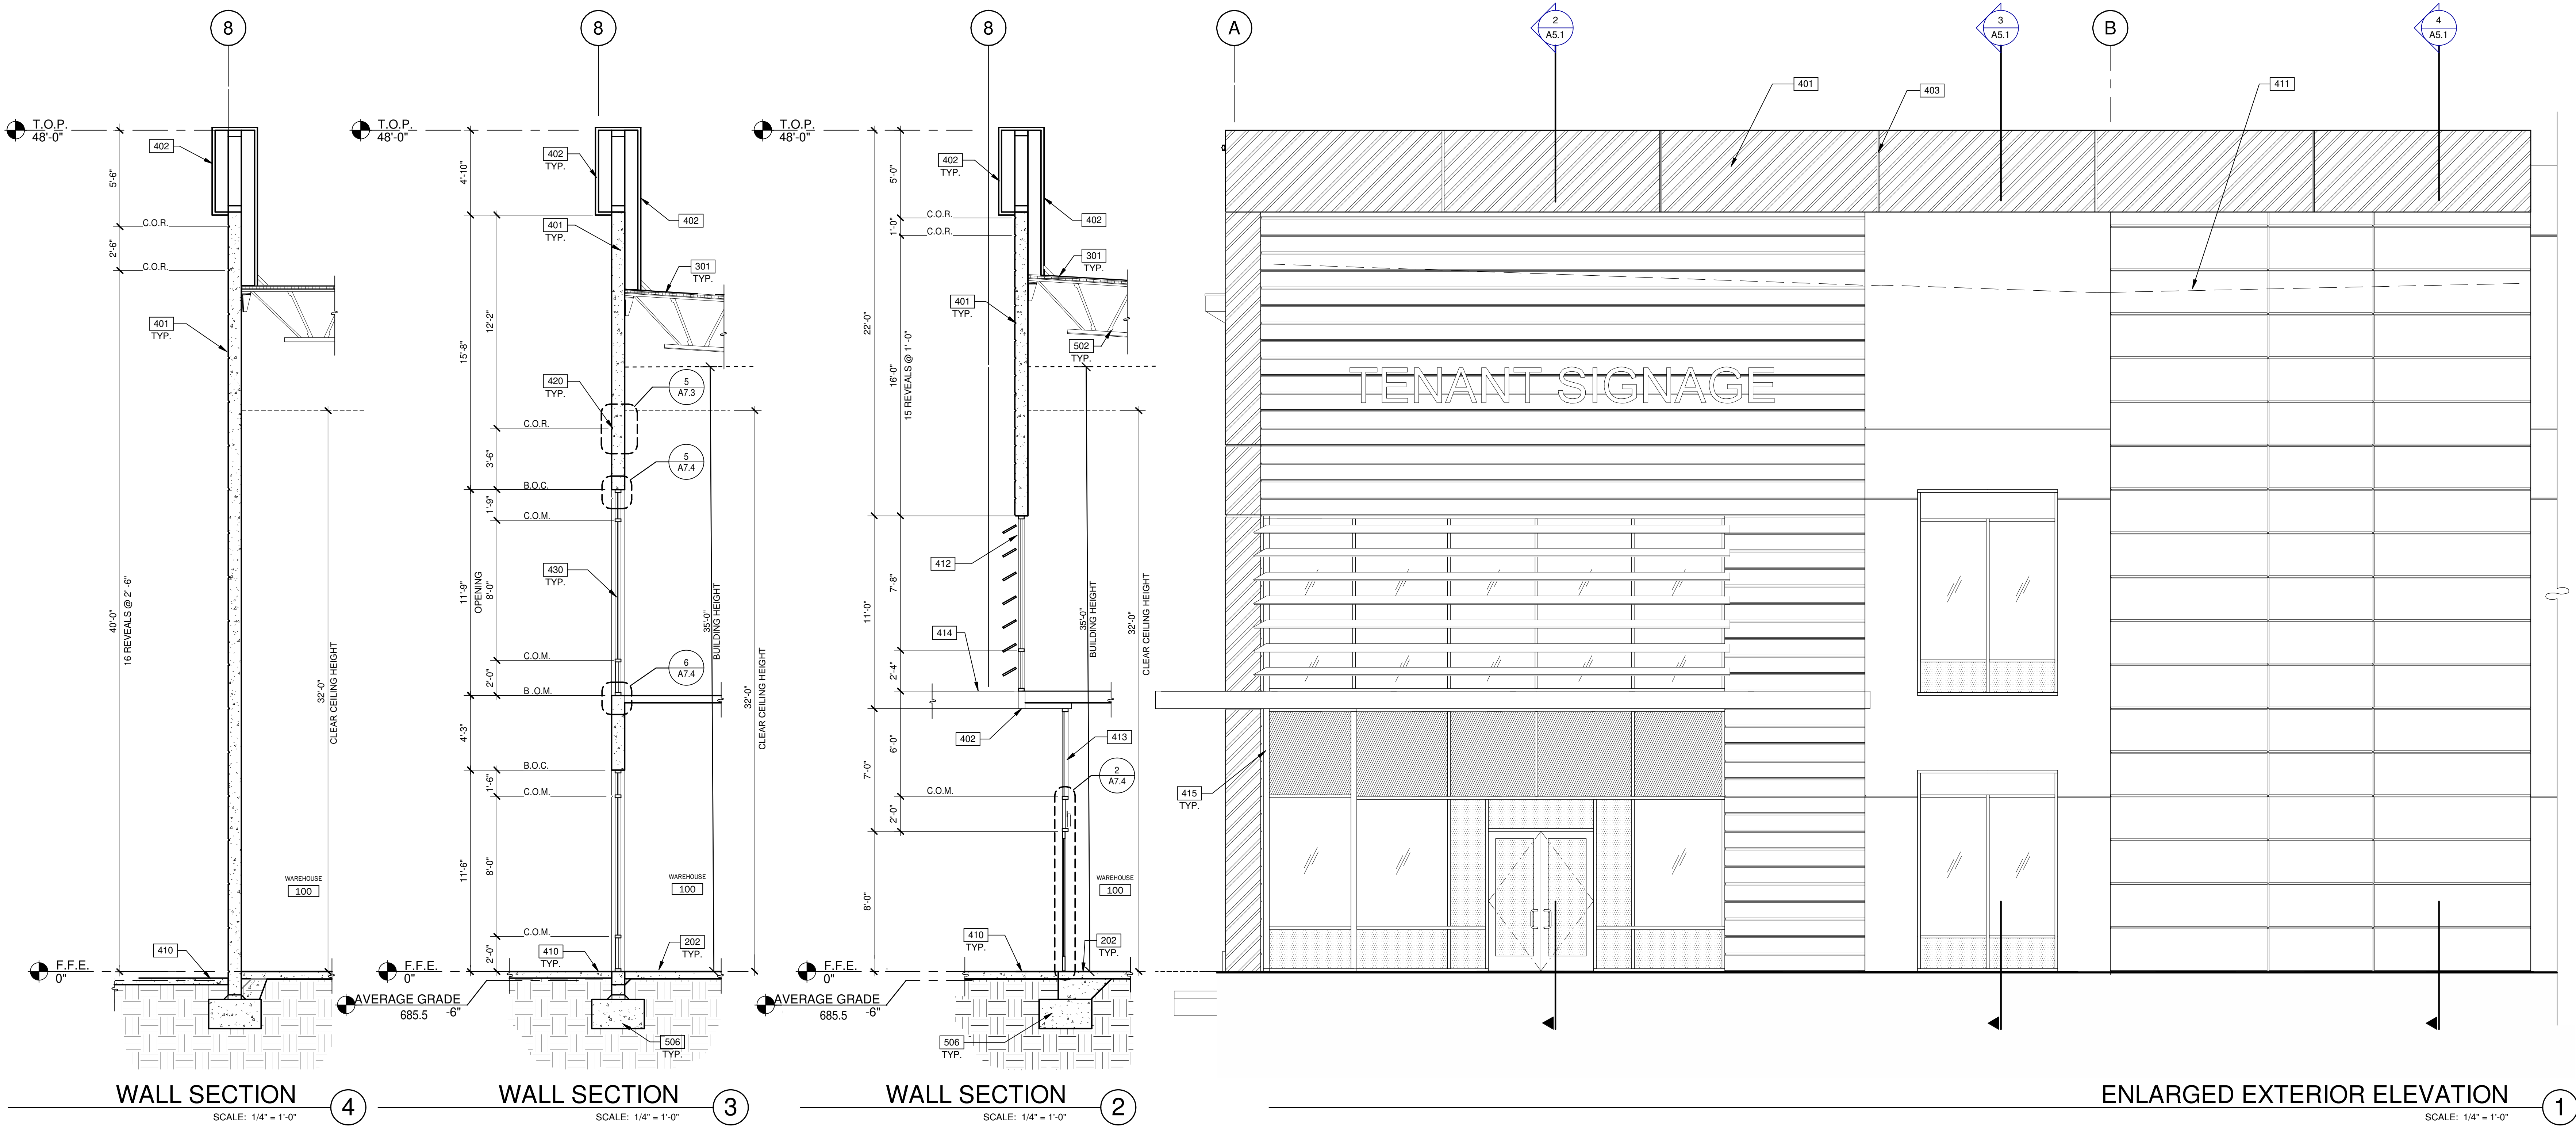 8
T.O.P.
48'-0"
402
5'-6"
C.O.R.
2'-6"
C.O.R.
401
TYP.
40'-0"
16 REVEALS @ 2' -6"
32'-0"
CLEAR CEILING HEIGHT
WAREHOUSE
100
410
F.F.E.
0"
WALL SECTION
SCALE: 1/4" = 1'-0"
4
8
T.O.P.
48'-0"
402
TYP.
4'-10"
402
401
TYP.
301
TYP.
12'-2"
15'-8"
420
TYP.
5
A7.3
C.O.R.
3'-6"
5
A7.4
B.O.C.
1'-9"
C.O.M.
430
TYP.
11'-9"
OPENING
8'-0"
35'-0"
BUILDING HEIGHT
C.O.M.
6
A7.4
2'-0"
B .O.M.
32'-0"
CLEAR CEILING HEIGHT
4'-3"
B.O.C.
1'-6"
C.O.M.
11'-6"
8'-0"
WAREHOUSE
100
C.O.M.
2'-0"
410
TYP.
202
TYP.
F.F.E.
0"
AVERAGE GRADE
685.5 -6"
506
TYP.
WALL SECTION
SCALE: 1/4" = 1'-0"
3
8
T.O.P.
48'-0"
402
TYP.
5'-0"
C.O.R.
1'-0"
C.O.R.
402
301
TYP.
401
TYP.
22'-0"
16'-0"
15 REVEALS @ 1' -0"
502
TYP.
412
7'-8"
11'-0"
35'-0"
BUILDING HEIGHT
32'-0"
CLEAR CEILING HEIGHT
414
2'-4"
402
413
6'-0"
7'-0"
2
A7.4
C.O.M.
2'-0"
8'-0"
WAREHOUSE
100
410
TYP.
202
TYP.
F.F.E.
0"
AVERAGE GRADE
685.5 -6"
506
TYP.
WALL SECTION
SCALE: 1/4" = 1'-0"
2
A
2
A5.1
3
A5.1
B
4
A5.1
401
403
411
TENANT SIGNAGE
415
TYP.
ENLARGED EXTERIOR ELEVATION
SCALE: 1/4" = 1'-0"
1